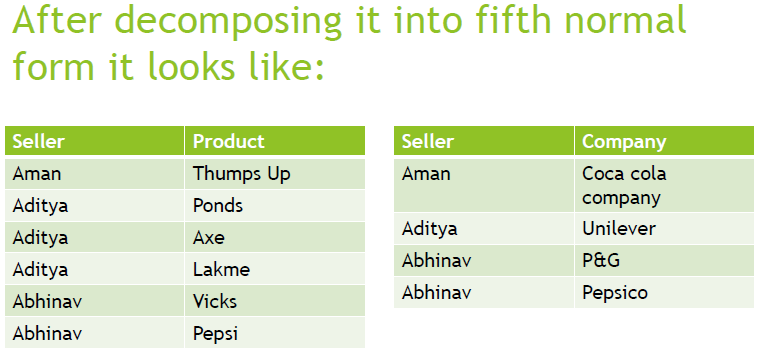 After decomposing it into fifth normal
form it looks like:
Seller Product
Aman Thumps Up
Aditya Ponds
Aditya Axe
Aditya Lakme
Abhinav Vicks
Abhinav Pepsi
Seller Company
Aman Coca cola
company
Aditya Unilever
Abhinav P&G
Abhinav Pepsico